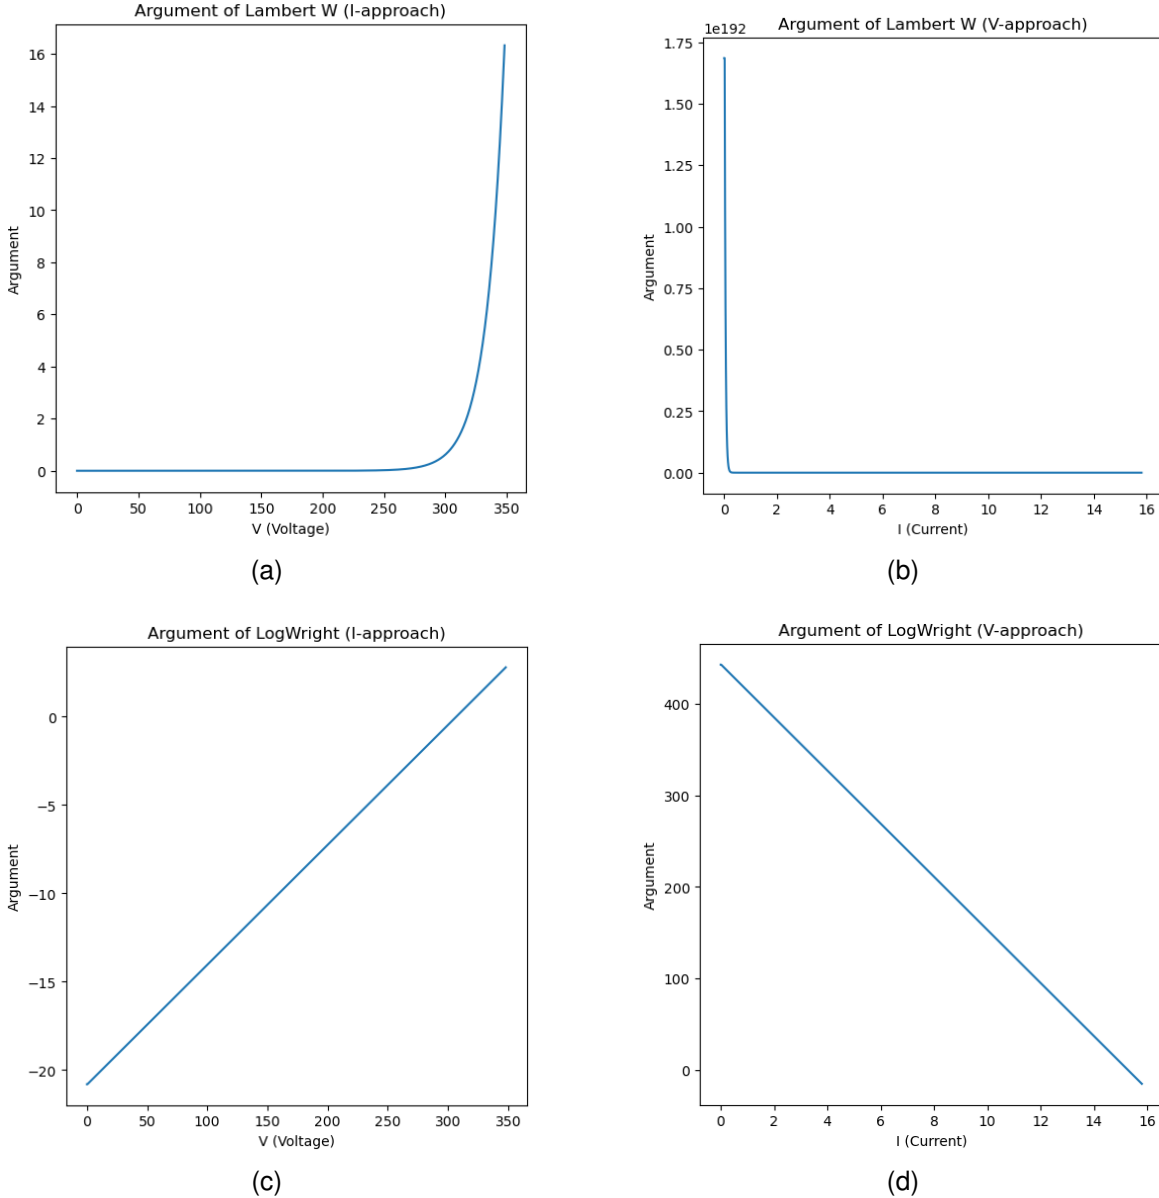 Argument of Lambert W (I-approach)
16
14
12
10
8
6
4
2
0
Argument
0 50 100 150 200 250 300 350
V (Voltage)
(a)
Argument of Lambert W (V-approach)
1e192
1.75
1.50
1.25
1.00
0.75
0.50
0.25
0.00
Argument
0 2 4 6 8 10 12 14 16
I (Current)
(b)
Argument of LogWright (I-approach)
0
−5
−10
−15
−20
Argument
0 50 100 150 200 250 300 350
V (Voltage)
(c)
Argument of LogWright (V-approach)
400
300
200
100
0
Argument
0 2 4 6 8 10 12 14 16
I (Current)
(d)